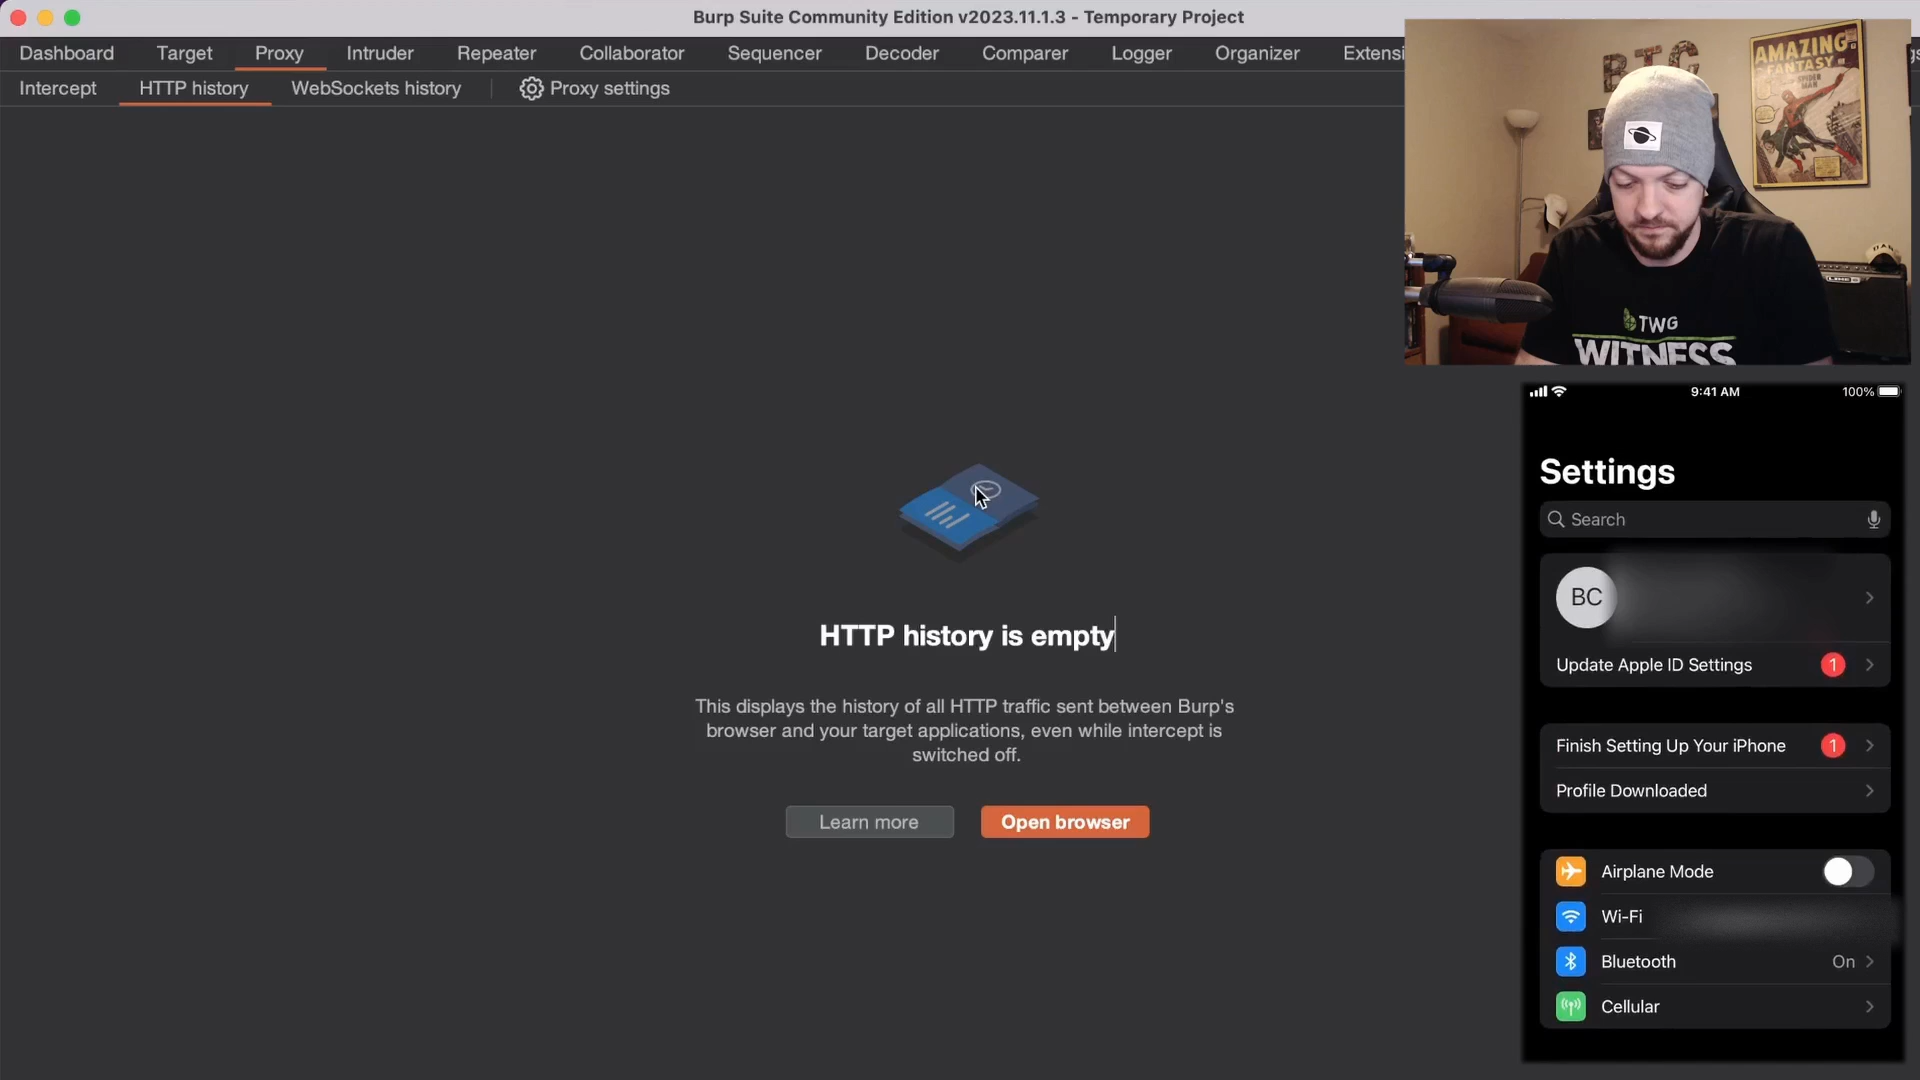 Burp Suite Community Edition v2023.11.1.3 - Temporary Project
Dashboard Target Proxy Intruder Repeater Collaborator Sequencer Decoder Comparer Logger Organizer Extensi
Intercept HTTP history WebSockets history Proxy settings
BTC
AMAZING
FANTASY
TWG
WITNESS
HTTP history is empty
This displays the history of all HTTP traffic sent between Burp's
browser and your target applications, even while intercept is
switched off.
Learn more Open browser
9:41 AM 100%
Settings
Search
BC
Update Apple ID Settings 1
Finish Setting Up Your iPhone 1
Profile Downloaded
Airplane Mode
Wi-Fi
Bluetooth On
Cellular